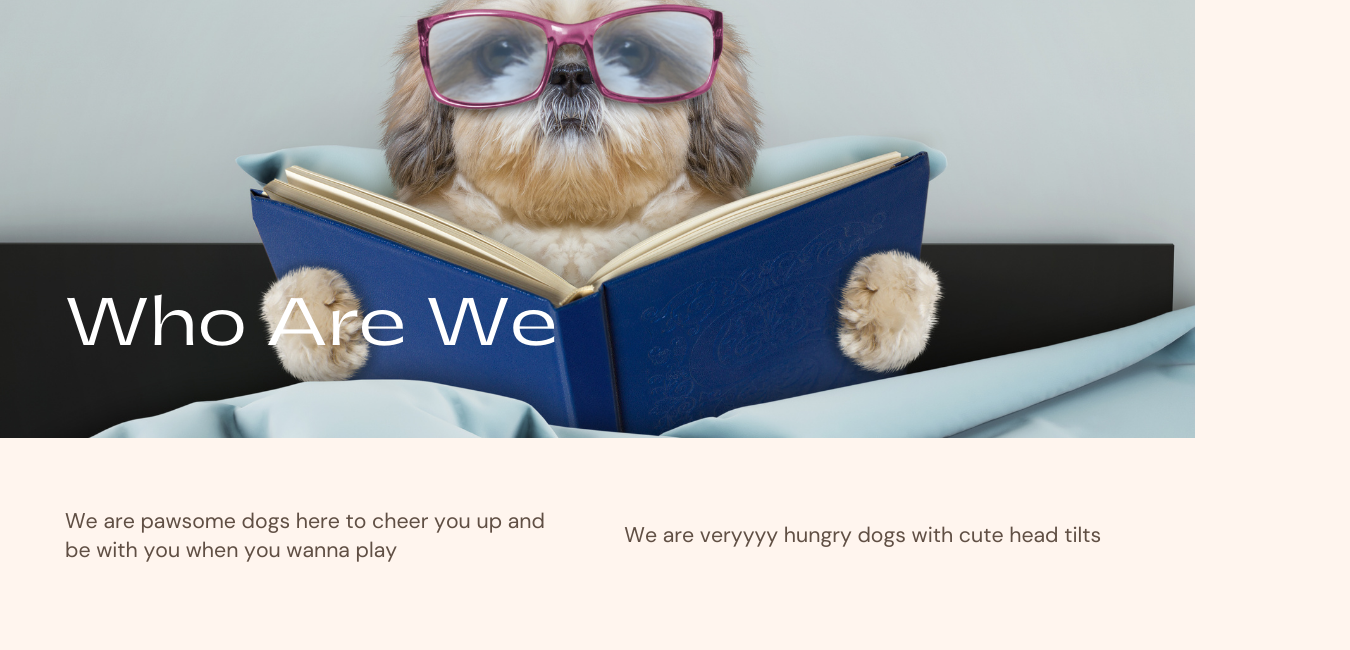 Who Are We
We are pawsome dogs here to cheer you up and
be with you when you wanna play
We are veryyyy hungry dogs with cute head tilts